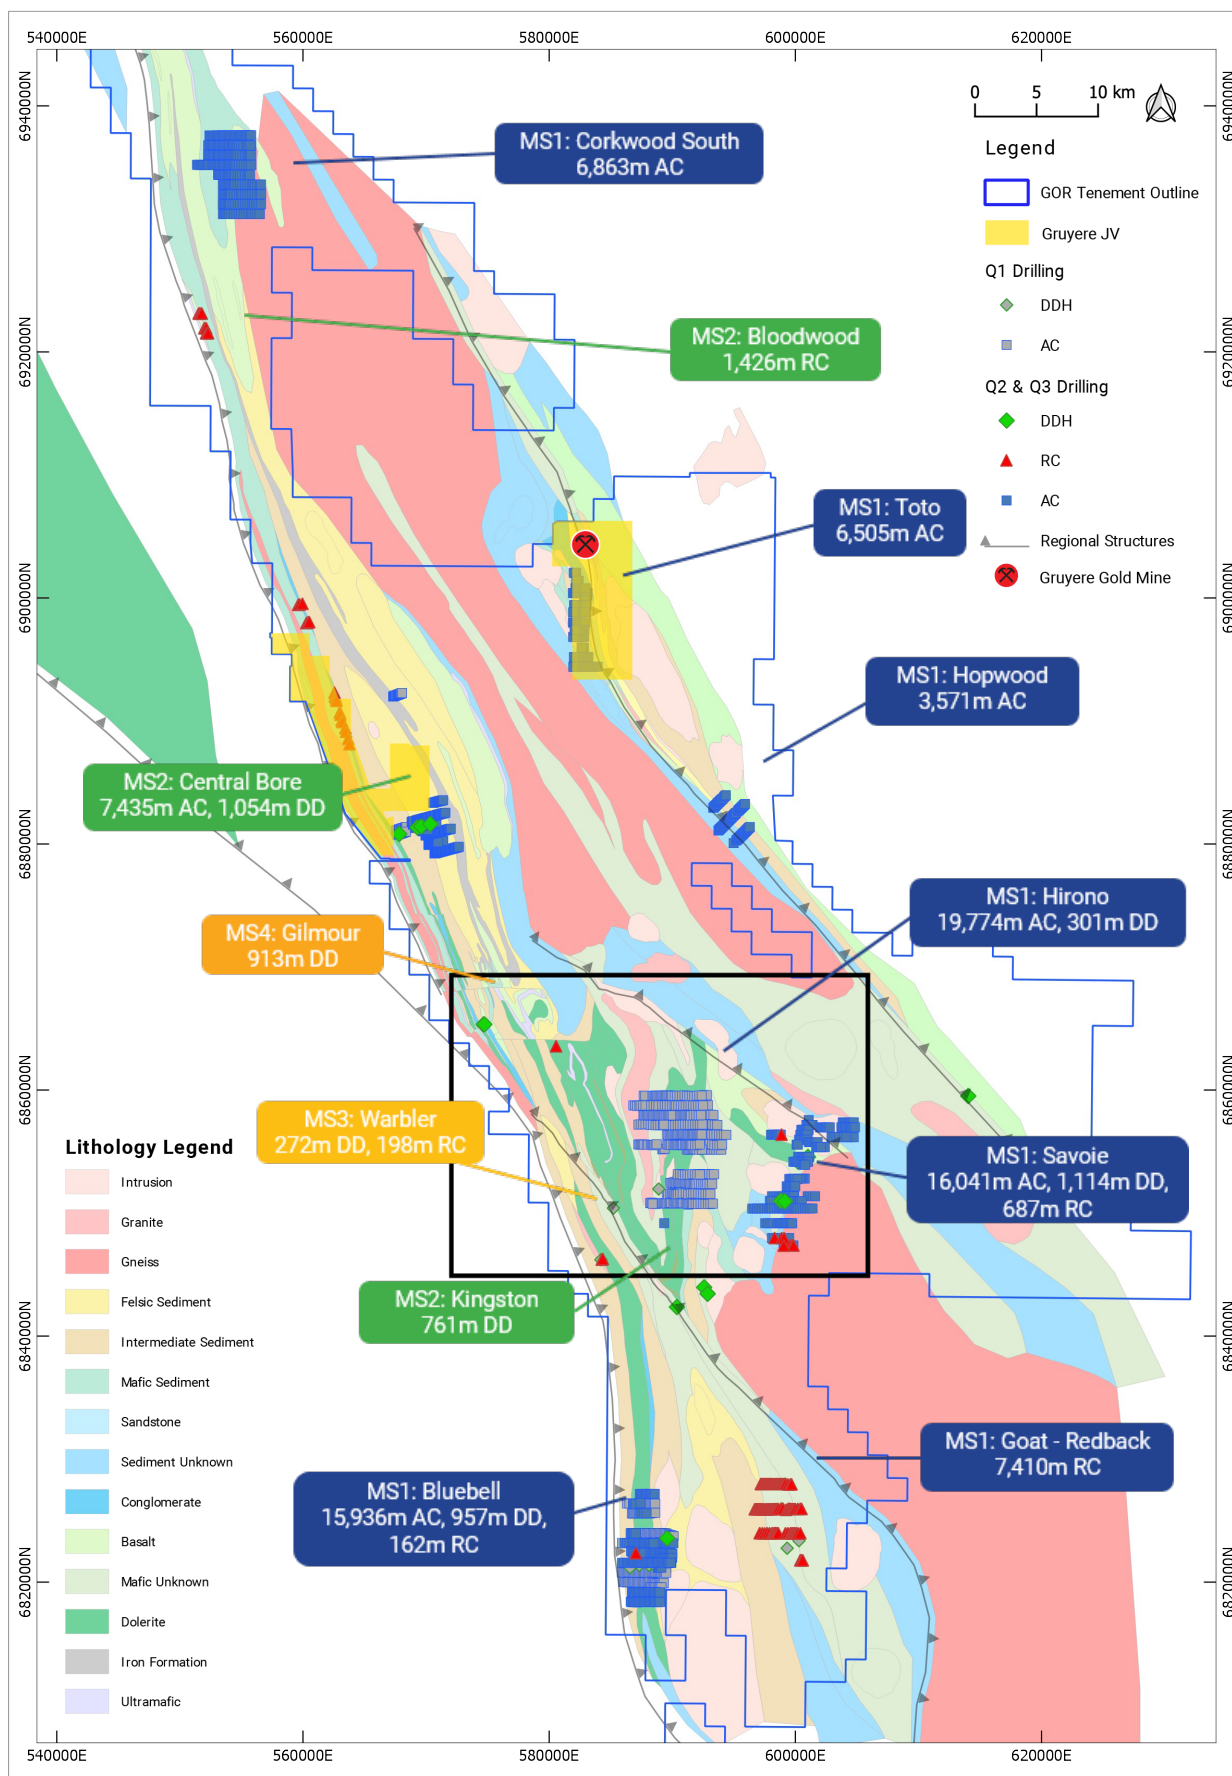 540000E 560000E 580000E 600000E 620000E
6940000N
6940000N
0 5 10 km
Legend
GOR Tenement Outline
Gruyere JV
Q1 Drilling
DDH
AC
Q2 & Q3 Drilling
DDH
RC
AC
Regional Structures
Gruyere Gold Mine
MS1: Corkwood South
6,863m AC
MS2: Bloodwood
1,426m RC
6920000N
6920000N
MS1: Toto
6,505m AC
6900000N
6900000N
MS1: Hopwood
3,571m AC
MS2: Central Bore
7,435m AC, 1,054m DD
6880000N
6880000N
MS1: Hirono
19,774m AC, 301m DD
MS4: Gilmour
913m DD
6860000N
6860000N
MS3: Warbler
272m DD, 198m RC
MS1: Savoie
16,041m AC, 1,114m DD,
687m RC
MS2: Kingston
761m DD
6840000N
6840000N
MS1: Goat - Redback
7,410m RC
MS1: Bluebell
15,936m AC, 957m DD,
162m RC
6820000N
6820000N
Lithology Legend
Intrusion
Granite
Gneiss
Felsic Sediment
Intermediate Sediment
Mafic Sediment
Sandstone
Sediment Unknown
Conglomerate
Basalt
Mafic Unknown
Dolerite
Iron Formation
Ultramafic
540000E 560000E 580000E 600000E 620000E